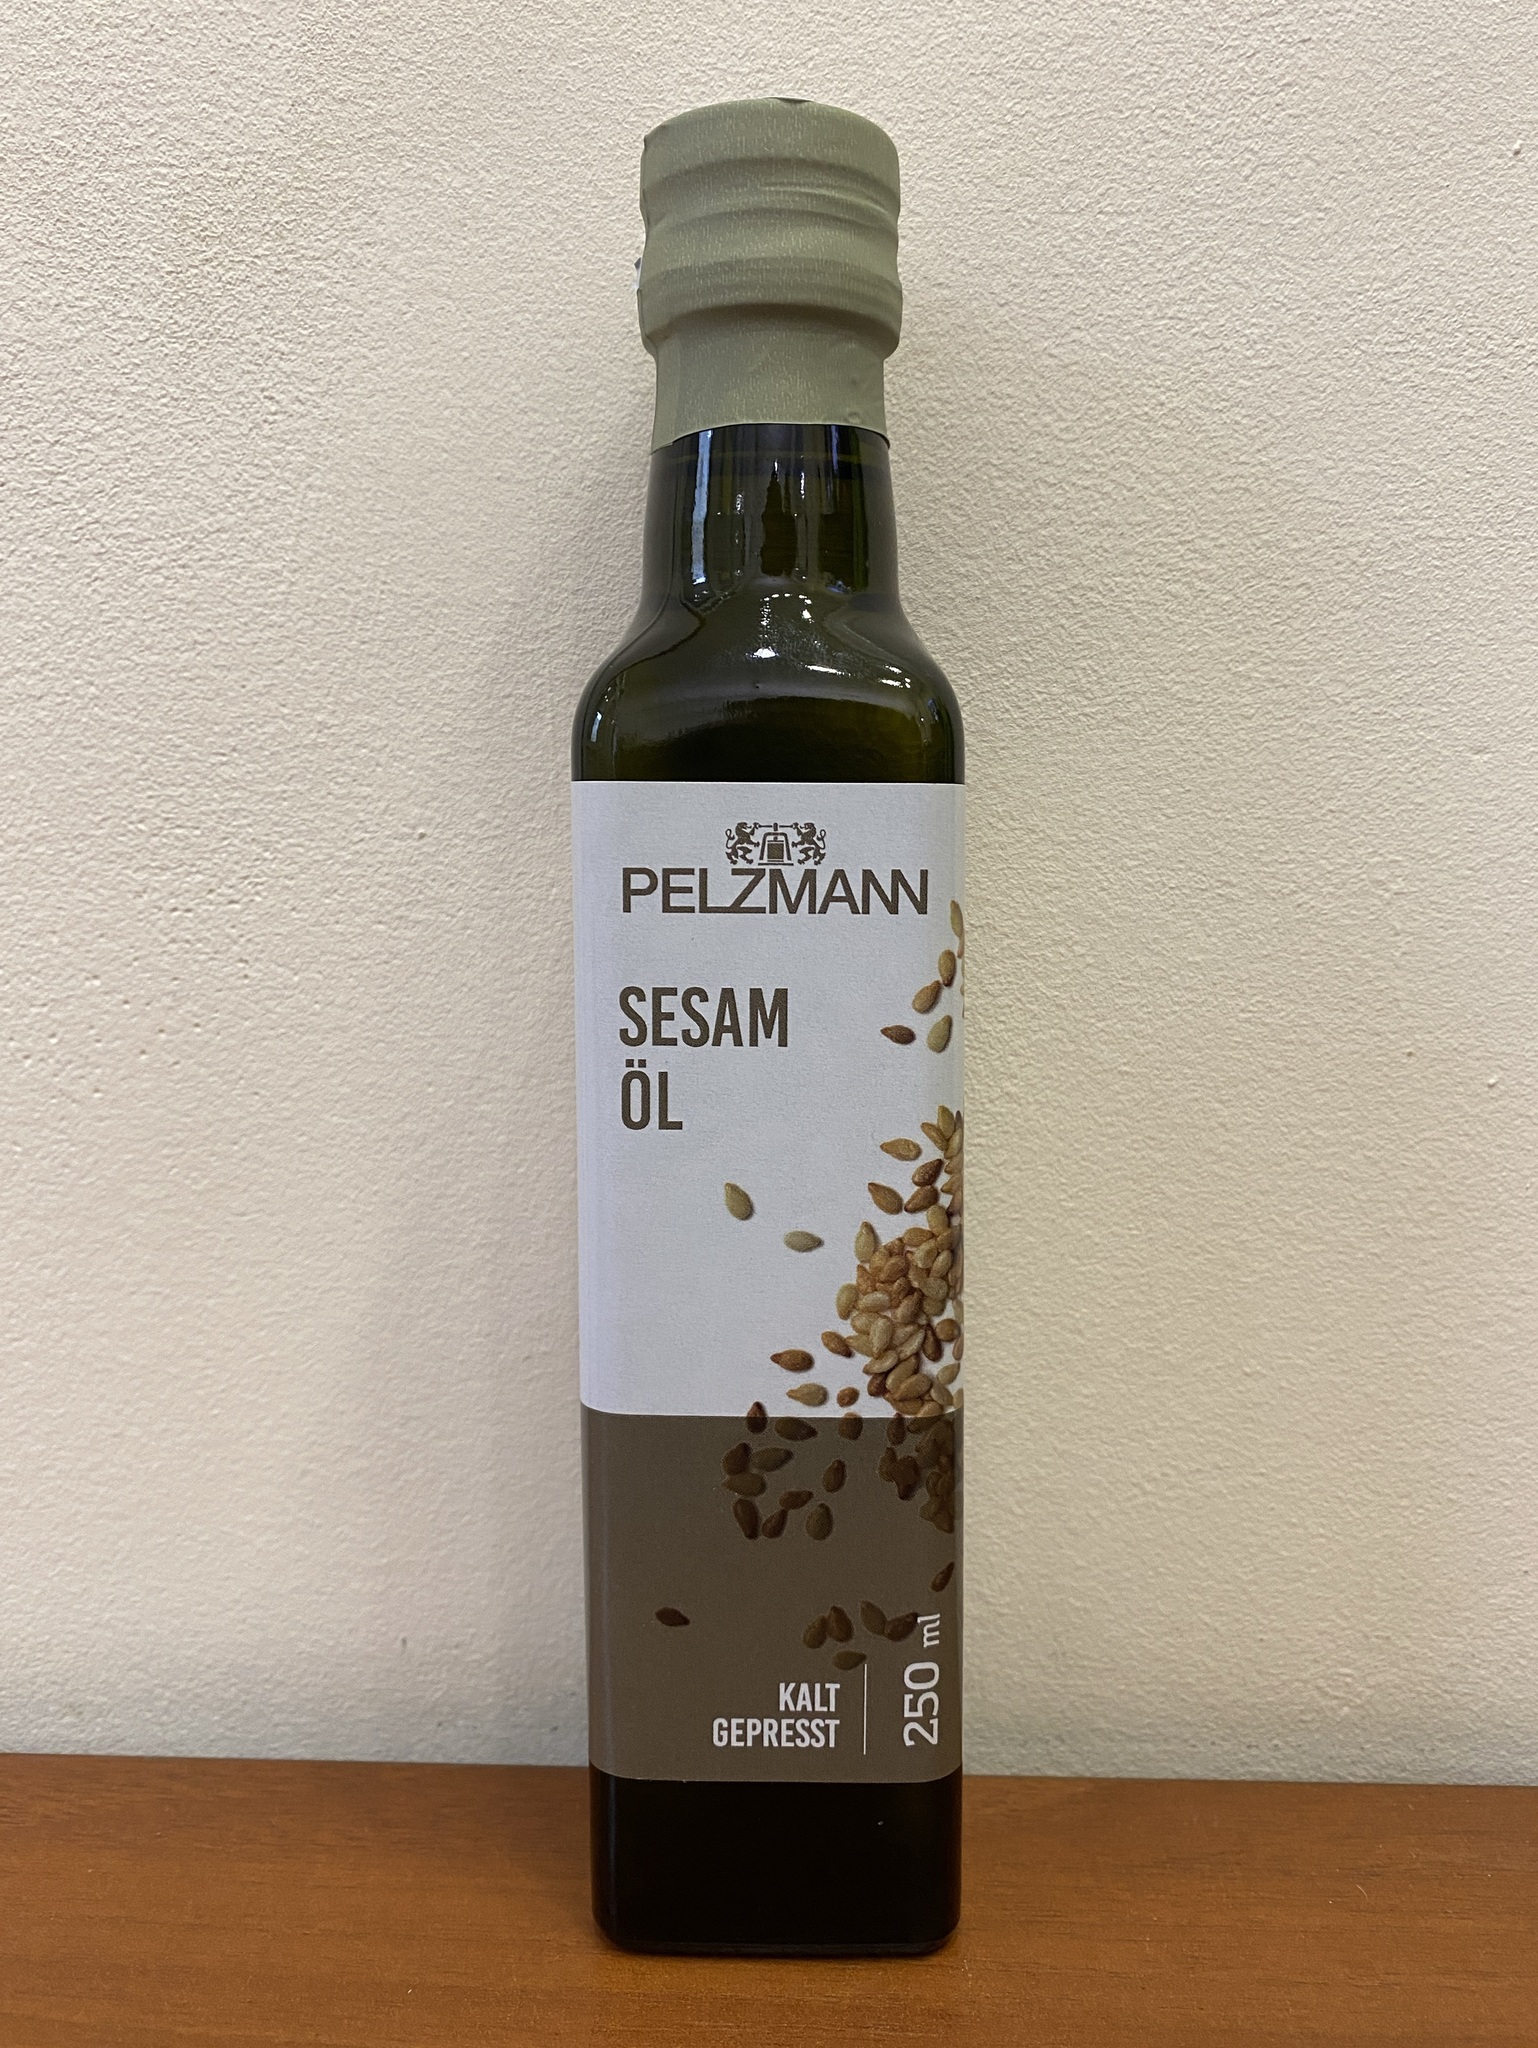 PELZMANN
SESAM
ÖL
KALT
GEPRESST
250 ml